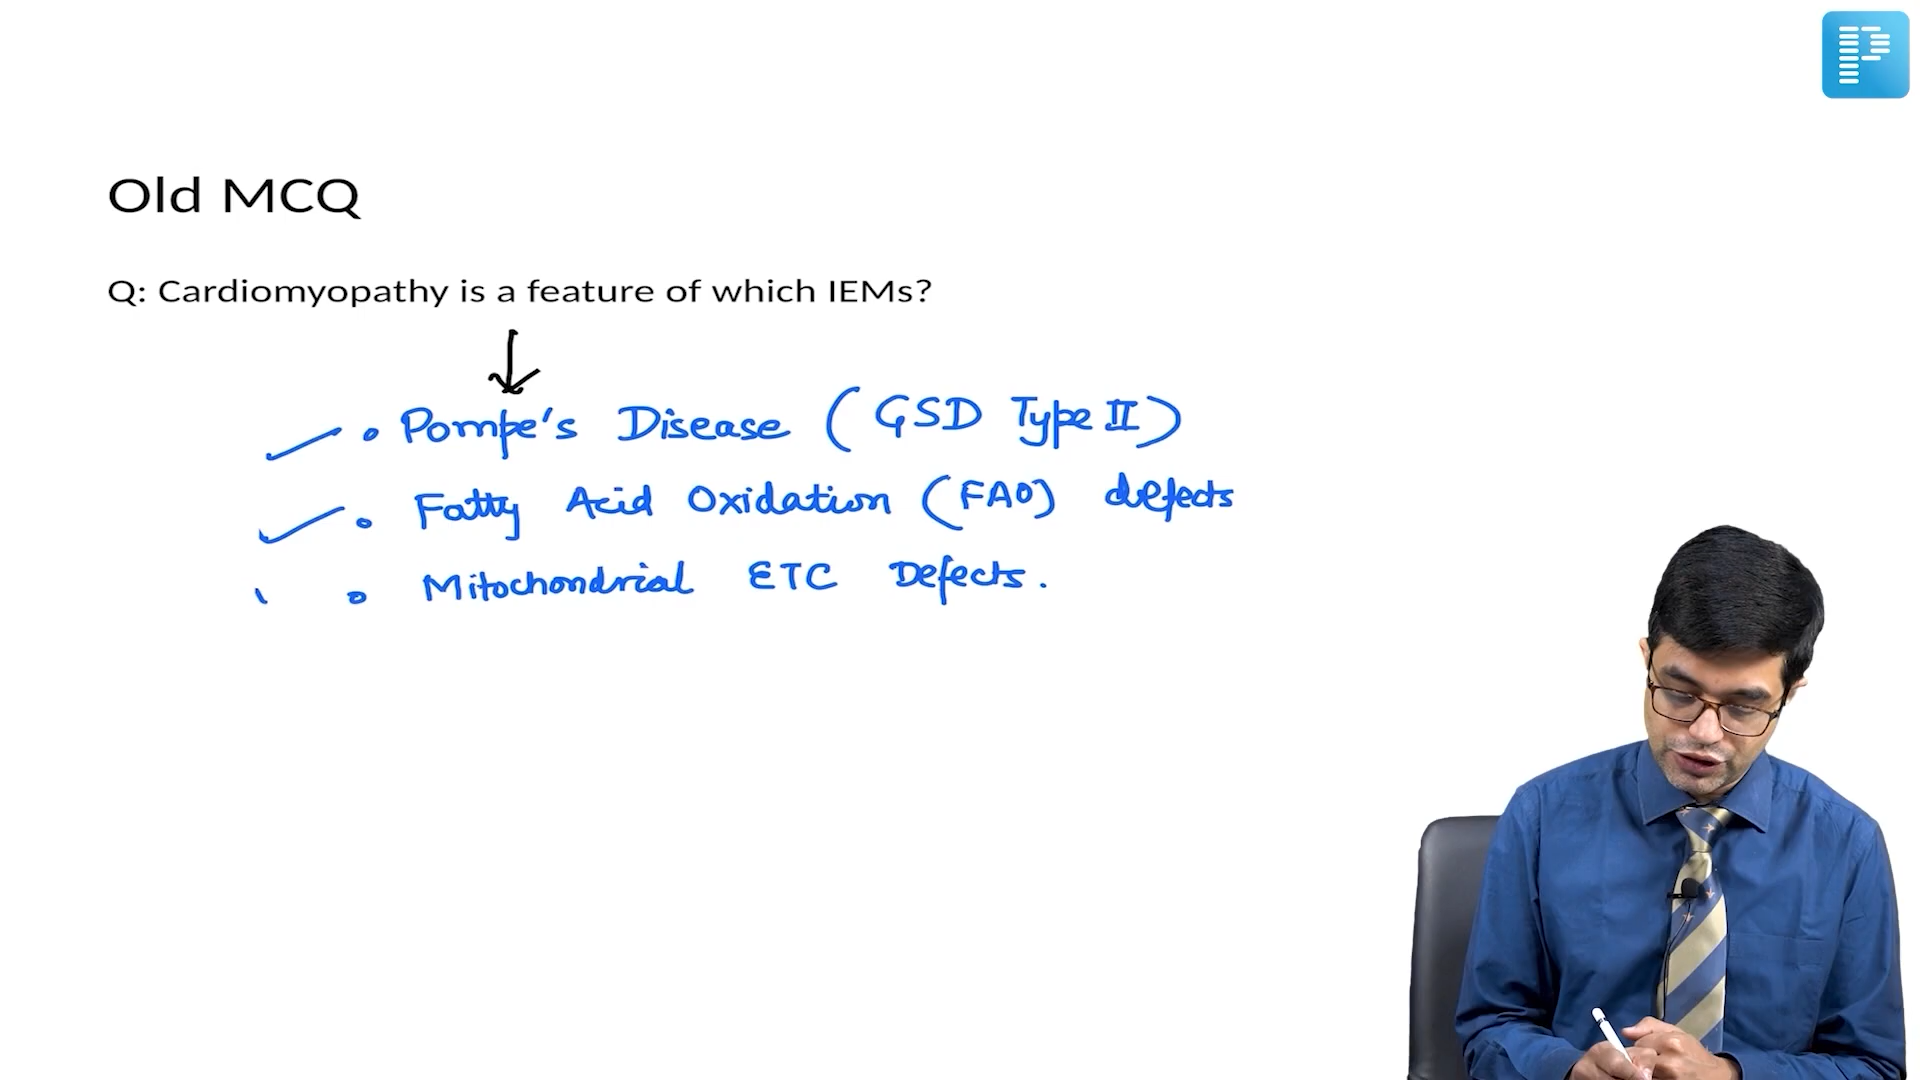 Old MCQ
Q: Cardiomyopathy is a feature of which IEMs?
• Pompe's Disease (GSD Type II)
• Fatty Acid Oxidation (FAO) defects
• Mitochondrial ETC Defects.